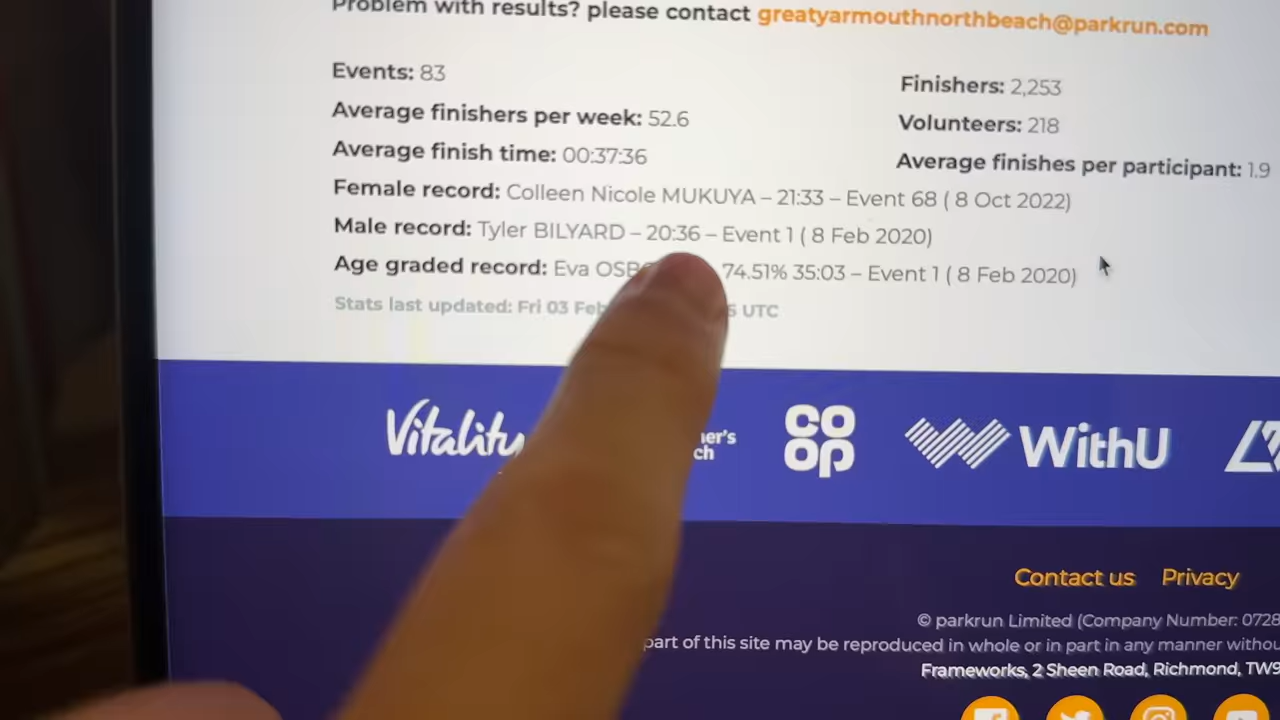 Problem with results? please contact greatyarmouthnorthbeach@parkrun.com
Events: 83
Finishers: 2,253
Average finishers per week: 52.6
Volunteers: 218
Average finish time: 00:37:36
Average finishes per participant: 1.9
Female record: Colleen Nicole MUKUYA – 21:33 – Event 68 ( 8 Oct 2022)
Male record: Tyler BILYARD – 20:36 – Event 1 ( 8 Feb 2020)
Age graded record: Eva 74.51% 35:03 – Event 1 ( 8 Feb 2020)
Stats last updated: Fri 03 UTC
Vitality
CO OP
WithU
Contact us Privacy
© parkrun Limited (Company Number:
part of this site may be reproduced in whole or in part in any manner
Frameworks, 2 Sheen Road, Richmond,